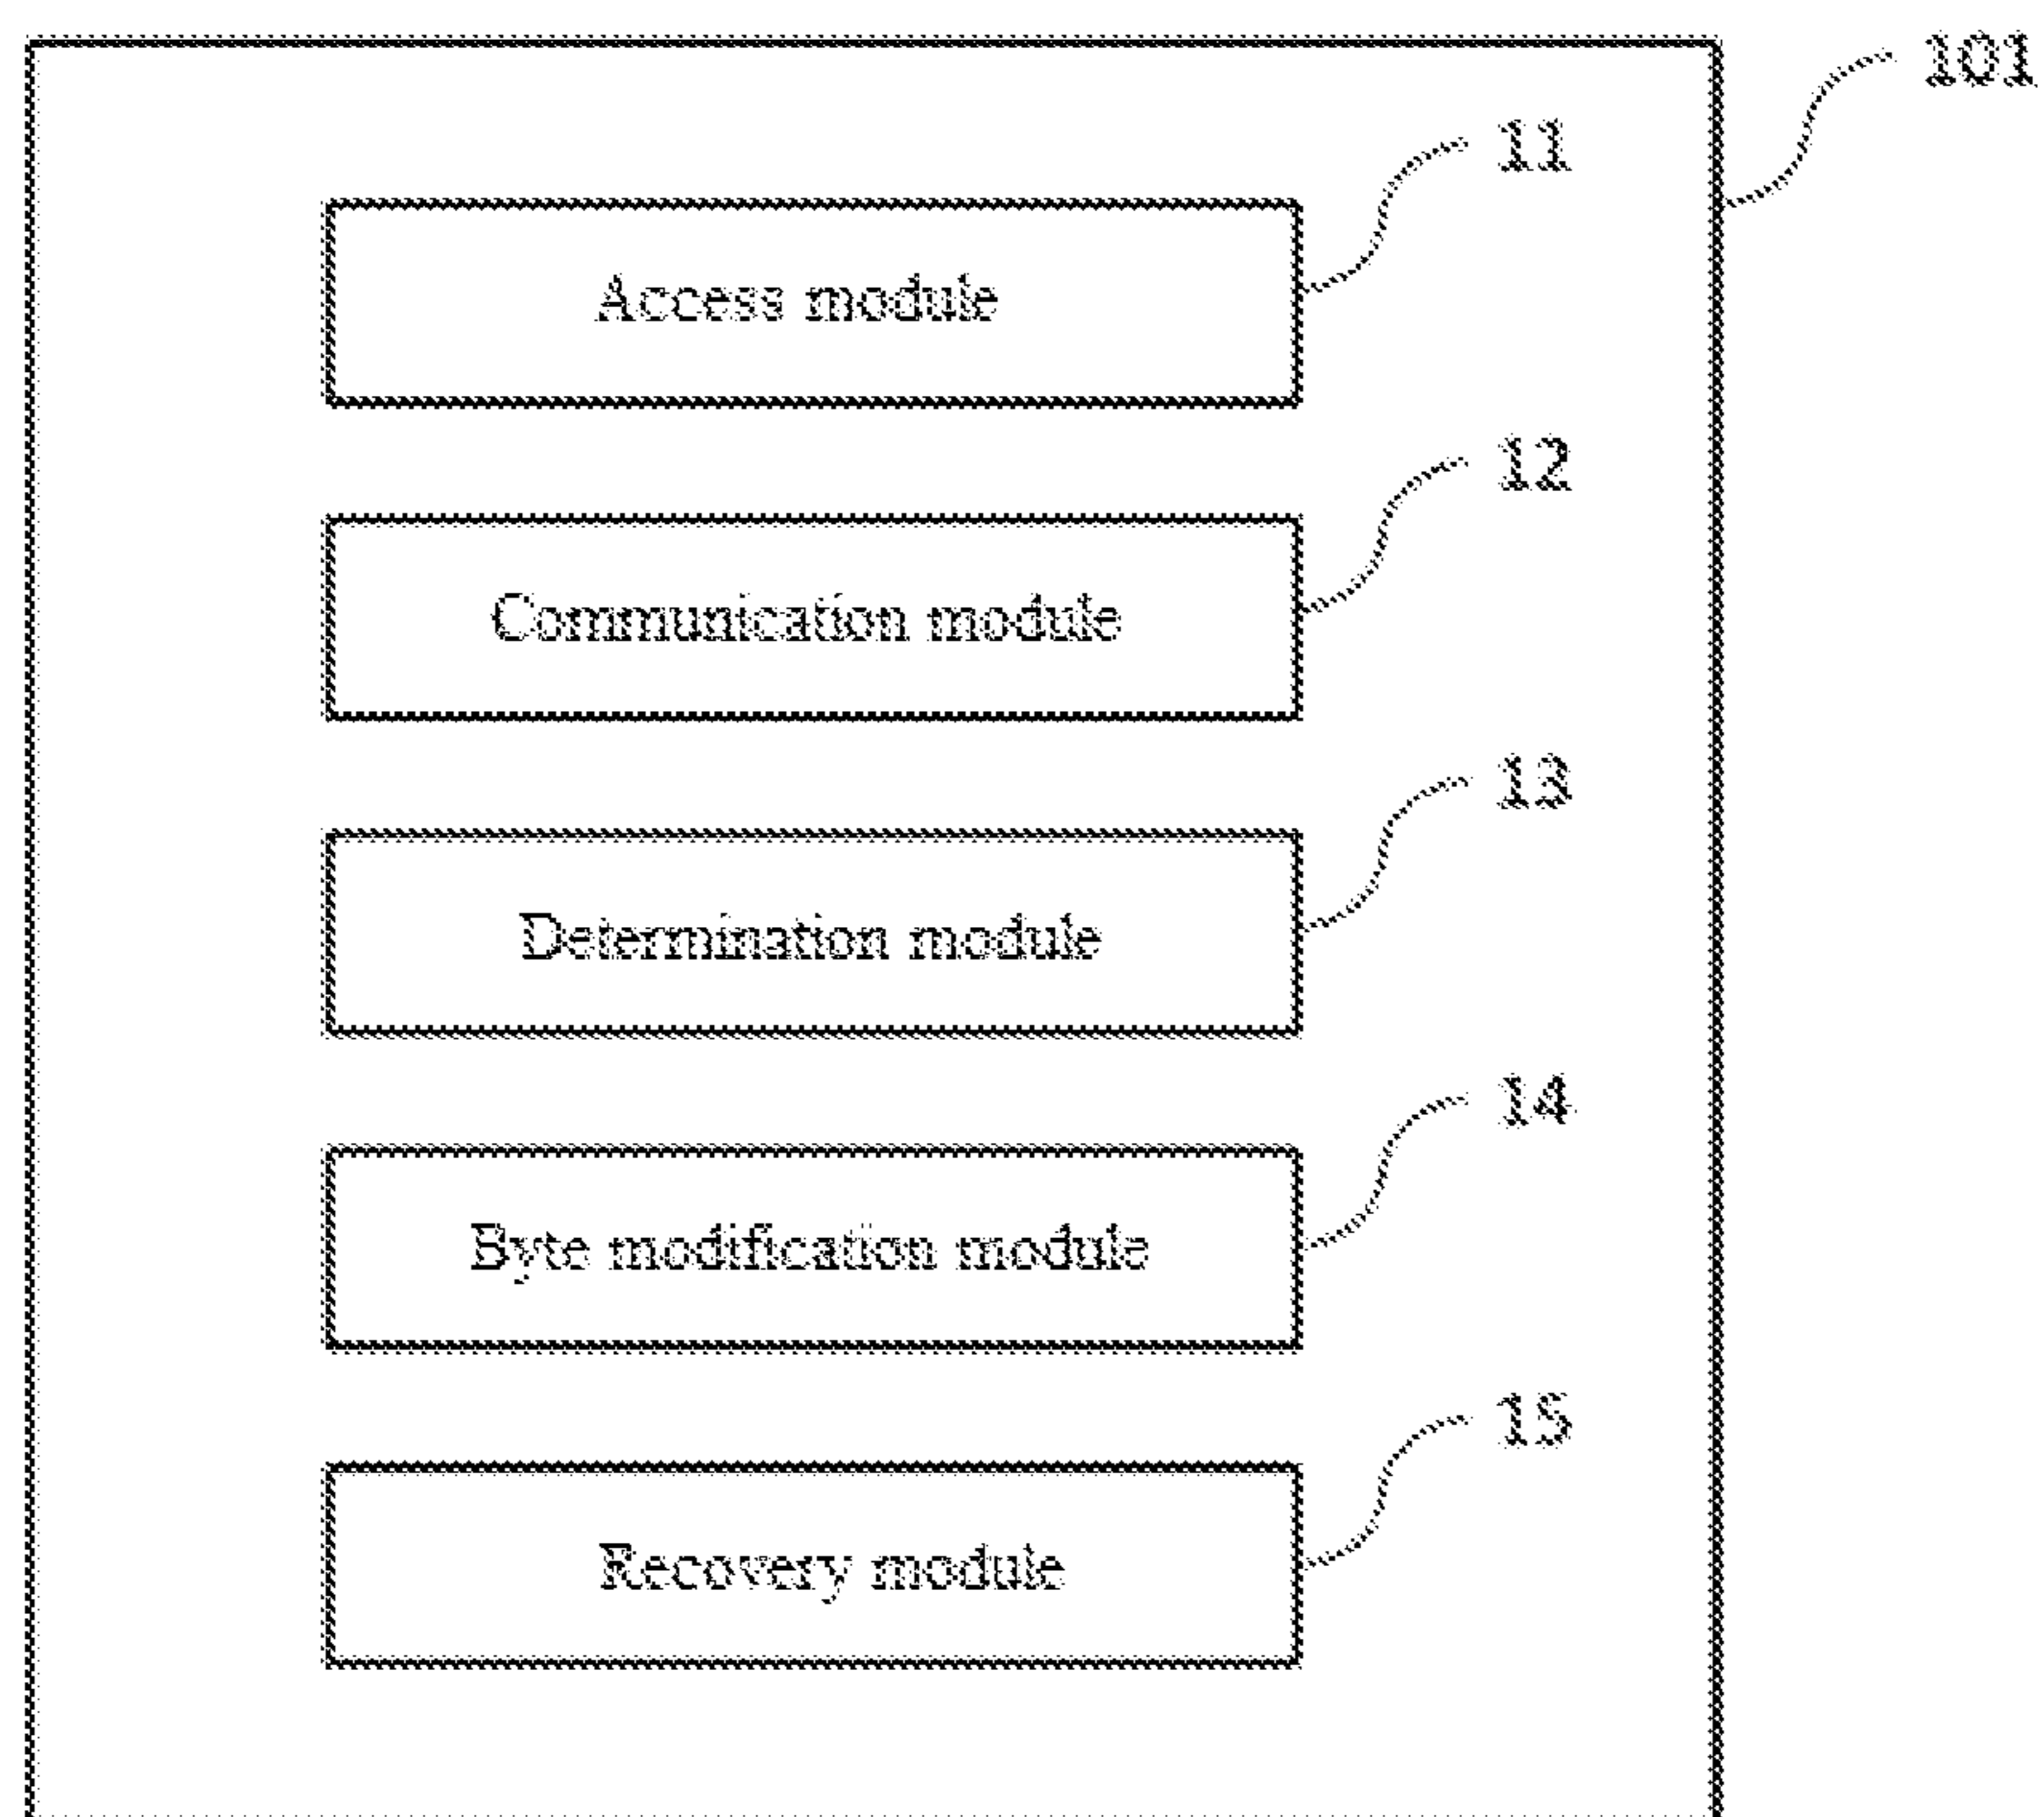 101
11
Access module
12
Communication module
13
Determination module
14
Byte modification module
15
Recovery module